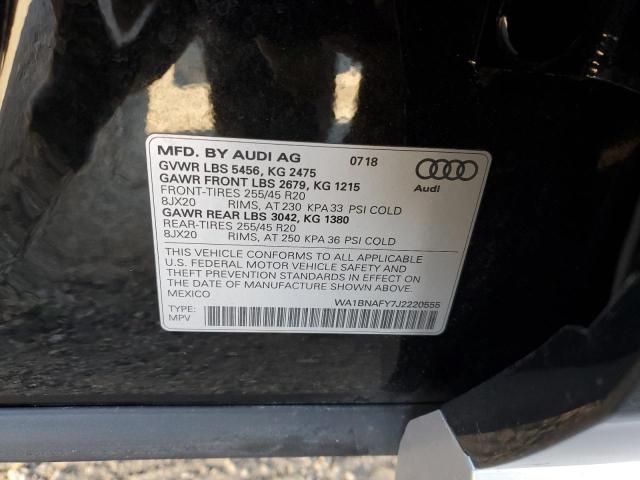 MFD. BY AUDI AG 0718
GVWR LBS 5456, KG 2475
GAWR FRONT LBS 2679, KG 1215
FRONT-TIRES 255/45 R20
8JX20 RIMS, AT 230 KPA 33 PSI COLD
GAWR REAR LBS 3042, KG 1380
REAR-TIRES 255/45 R20
8JX20 RIMS, AT 250 KPA 36 PSI COLD
Audi
THIS VEHICLE CONFORMS TO ALL APPLICABLE
U.S. FEDERAL MOTOR VEHICLE SAFETY AND
THEFT PREVENTION STANDARDS IN EFFECT ON
THE DATE OF MANUFACTURE SHOWN ABOVE.
MEXICO
WA1BNAFY7J2220555
TYPE:
MPV